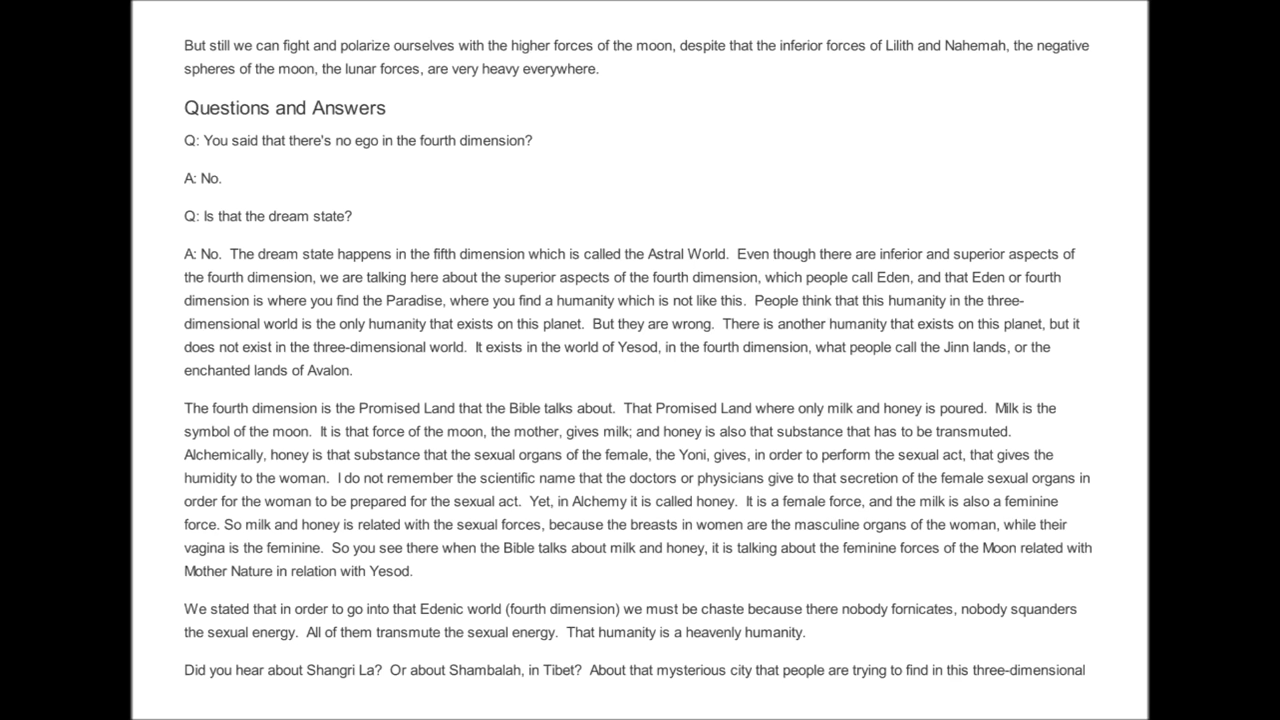 But still we can fight and polarize ourselves with the higher forces of the moon, despite that the inferior forces of Lilith and Nahemah, the negative
spheres of the moon, the lunar forces, are very heavy everywhere.
Questions and Answers
Q: You said that there's no ego in the fourth dimension?
A: No.
Q: Is that the dream state?
A: No.  The dream state happens in the fifth dimension which is called the Astral World.  Even though there are inferior and superior aspects of
the fourth dimension, we are talking here about the superior aspects of the fourth dimension, which people call Eden, and that Eden or fourth
dimension is where you find the Paradise, where you find a humanity which is not like this.  People think that this humanity in the three-
dimensional world is the only humanity that exists on this planet.  But they are wrong.  There is another humanity that exists on this planet, but it
does not exist in the three-dimensional world.  It exists in the world of Yesod, in the fourth dimension, what people call the Jinn lands, or the
enchanted lands of Avalon.
The fourth dimension is the Promised Land that the Bible talks about.  That Promised Land where only milk and honey is poured.  Milk is the
symbol of the moon.  It is that force of the moon, the mother, gives milk; and honey is also that substance that has to be transmuted.
Alchemically, honey is that substance that the sexual organs of the female, the Yoni, gives, in order to perform the sexual act, that gives the
humidity to the woman.  I do not remember the scientific name that the doctors or physicians give to that secretion of the female sexual organs in
order for the woman to be prepared for the sexual act.  Yet, in Alchemy it is called honey.  It is a female force, and the milk is also a feminine
force. So milk and honey is related with the sexual forces, because the breasts in women are the masculine organs of the woman, while their
vagina is the feminine.  So you see there when the Bible talks about milk and honey, it is talking about the feminine forces of the Moon related with
Mother Nature in relation with Yesod.
We stated that in order to go into that Edenic world (fourth dimension) we must be chaste because there nobody fornicates, nobody squanders
the sexual energy.  All of them transmute the sexual energy.  That humanity is a heavenly humanity.
Did you hear about Shangri La?  Or about Shambalah, in Tibet?  About that mysterious city that people are trying to find in this three-dimensional